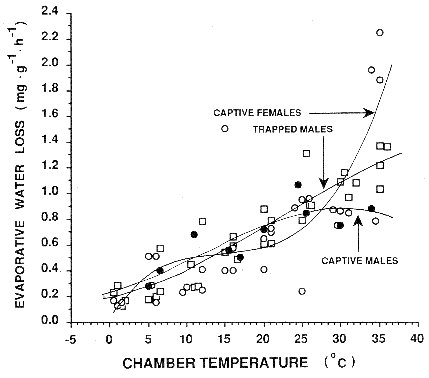 2.4
2.2
2.0
1.8
1.6
1.4
1.2
1.0
0.8
0.6
0.4
0.2
0.0
EVAPORATIVE WATER LOSS (mg·g⁻¹·h⁻¹)
CAPTIVE FEMALES
TRAPPED MALES
CAPTIVE MALES
-5 0 5 10 15 20 25 30 35 40
CHAMBER TEMPERATURE (°C)